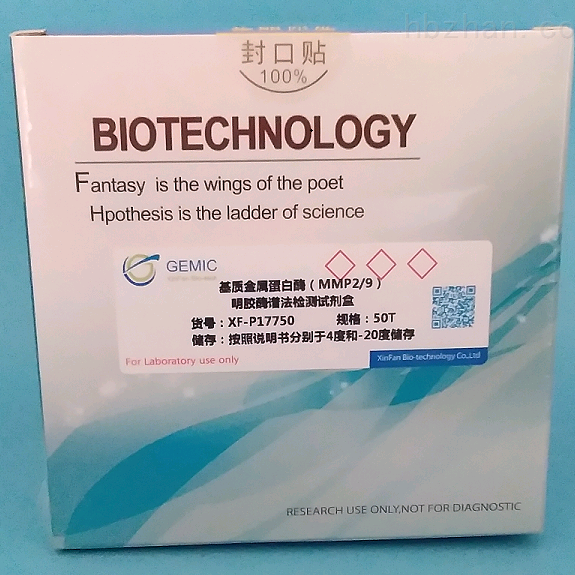 hbzhan.co
封口贴
100%
BIOTECHNOLOGY
Fantasy is the wings of the poet
Hpothesis is the ladder of science
GEMIC
基质金属蛋白酶（MMP2/9）
明胶酶谱法检测试剂盒
货号：XF-P17750 规格：50T
储存：按照说明书分别于4度和-20度储存
For Laboratory use only
XinFan Bio-technology Co.,Ltd
RESEARCH USE ONLY,NOT FOR DIAGNOSTIC